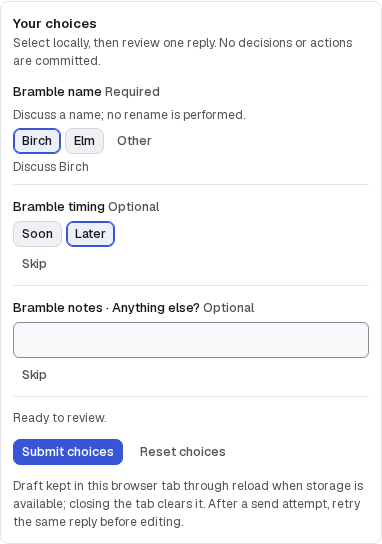 Your choices
Select locally, then review one reply. No decisions or actions
are committed.
Bramble name Required
Discuss a name; no rename is performed.
Birch Elm Other
Discuss Birch
Bramble timing Optional
Soon Later
Skip
Bramble notes · Anything else? Optional
Skip
Ready to review.
Submit choices Reset choices
Draft kept in this browser tab through reload when storage is
available; closing the tab clears it. After a send attempt, retry
the same reply before editing.